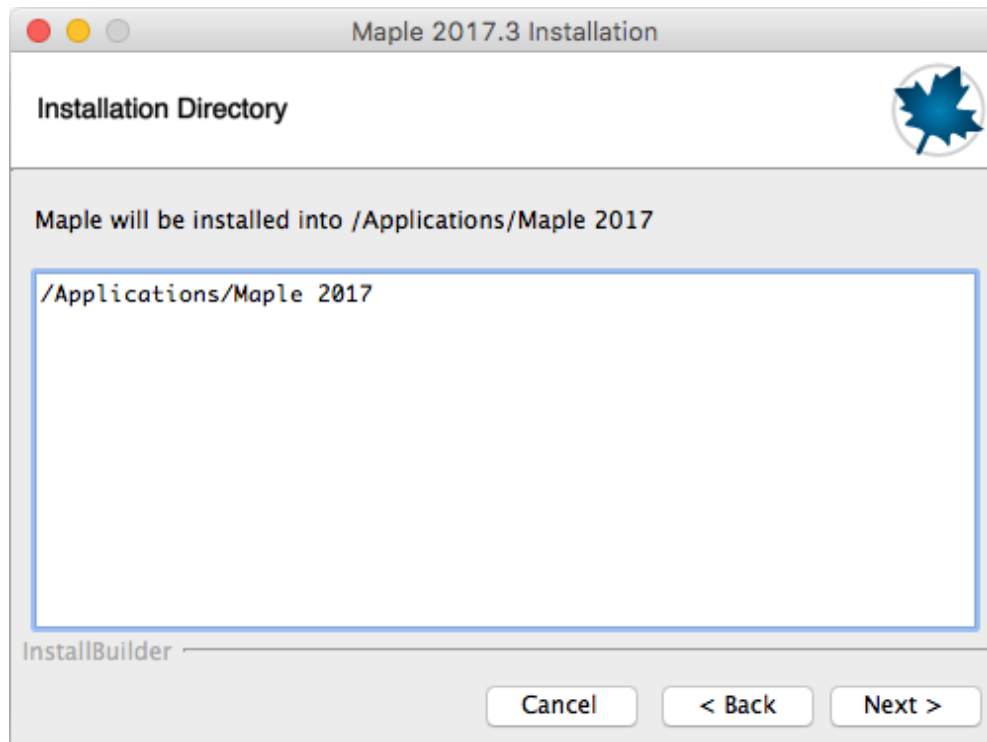 Maple 2017.3 Installation
Installation Directory
Maple will be installed into /Applications/Maple 2017
/Applications/Maple 2017
InstallBuilder
Cancel
< Back
Next >